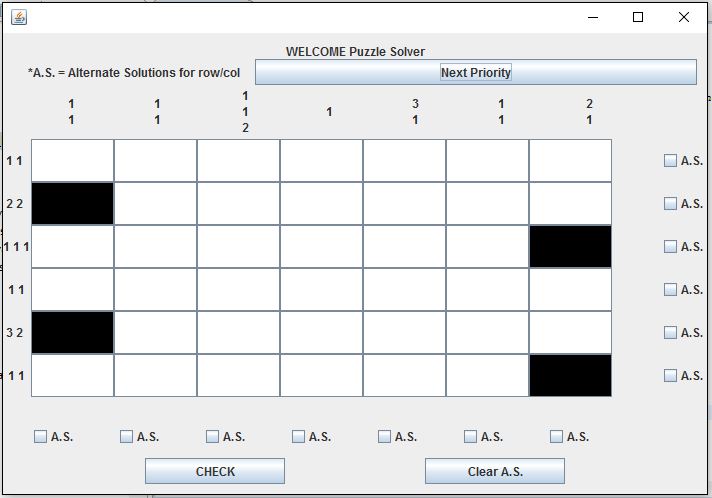 WELCOME Puzzle Solver
*A.S. = Alternate Solutions for row/col
Next Priority
1 1 1 1 3 1 2
1 1 1 1 1 1
2
1 1
A.S.
2 2
A.S.
1 1 1
A.S.
1 1
A.S.
3 2
A.S.
1 1
A.S.
A.S. A.S. A.S. A.S. A.S. A.S. A.S.
CHECK
Clear A.S.